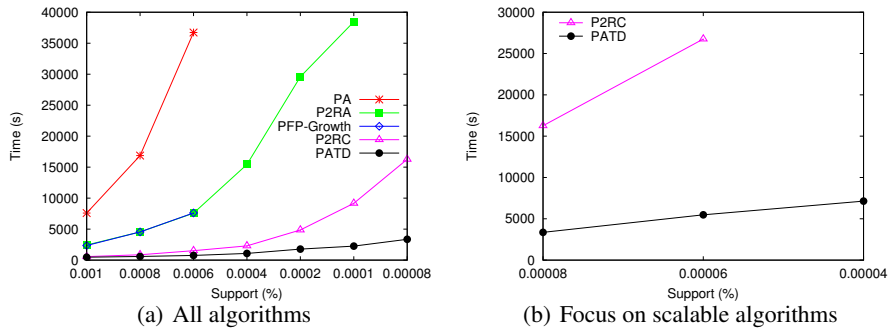 40000
35000
30000
25000
20000
15000
10000
5000
0
Time (s)
0.001 0.0008 0.0006 0.0004 0.0002 0.0001 0.00008
Support (%)
PA
P2RA
PFP-Growth
P2RC
PATD
(a) All algorithms
30000
25000
20000
15000
10000
5000
0
Time (s)
0.00008 0.00006 0.00004
Support (%)
P2RC
PATD
(b) Focus on scalable algorithms